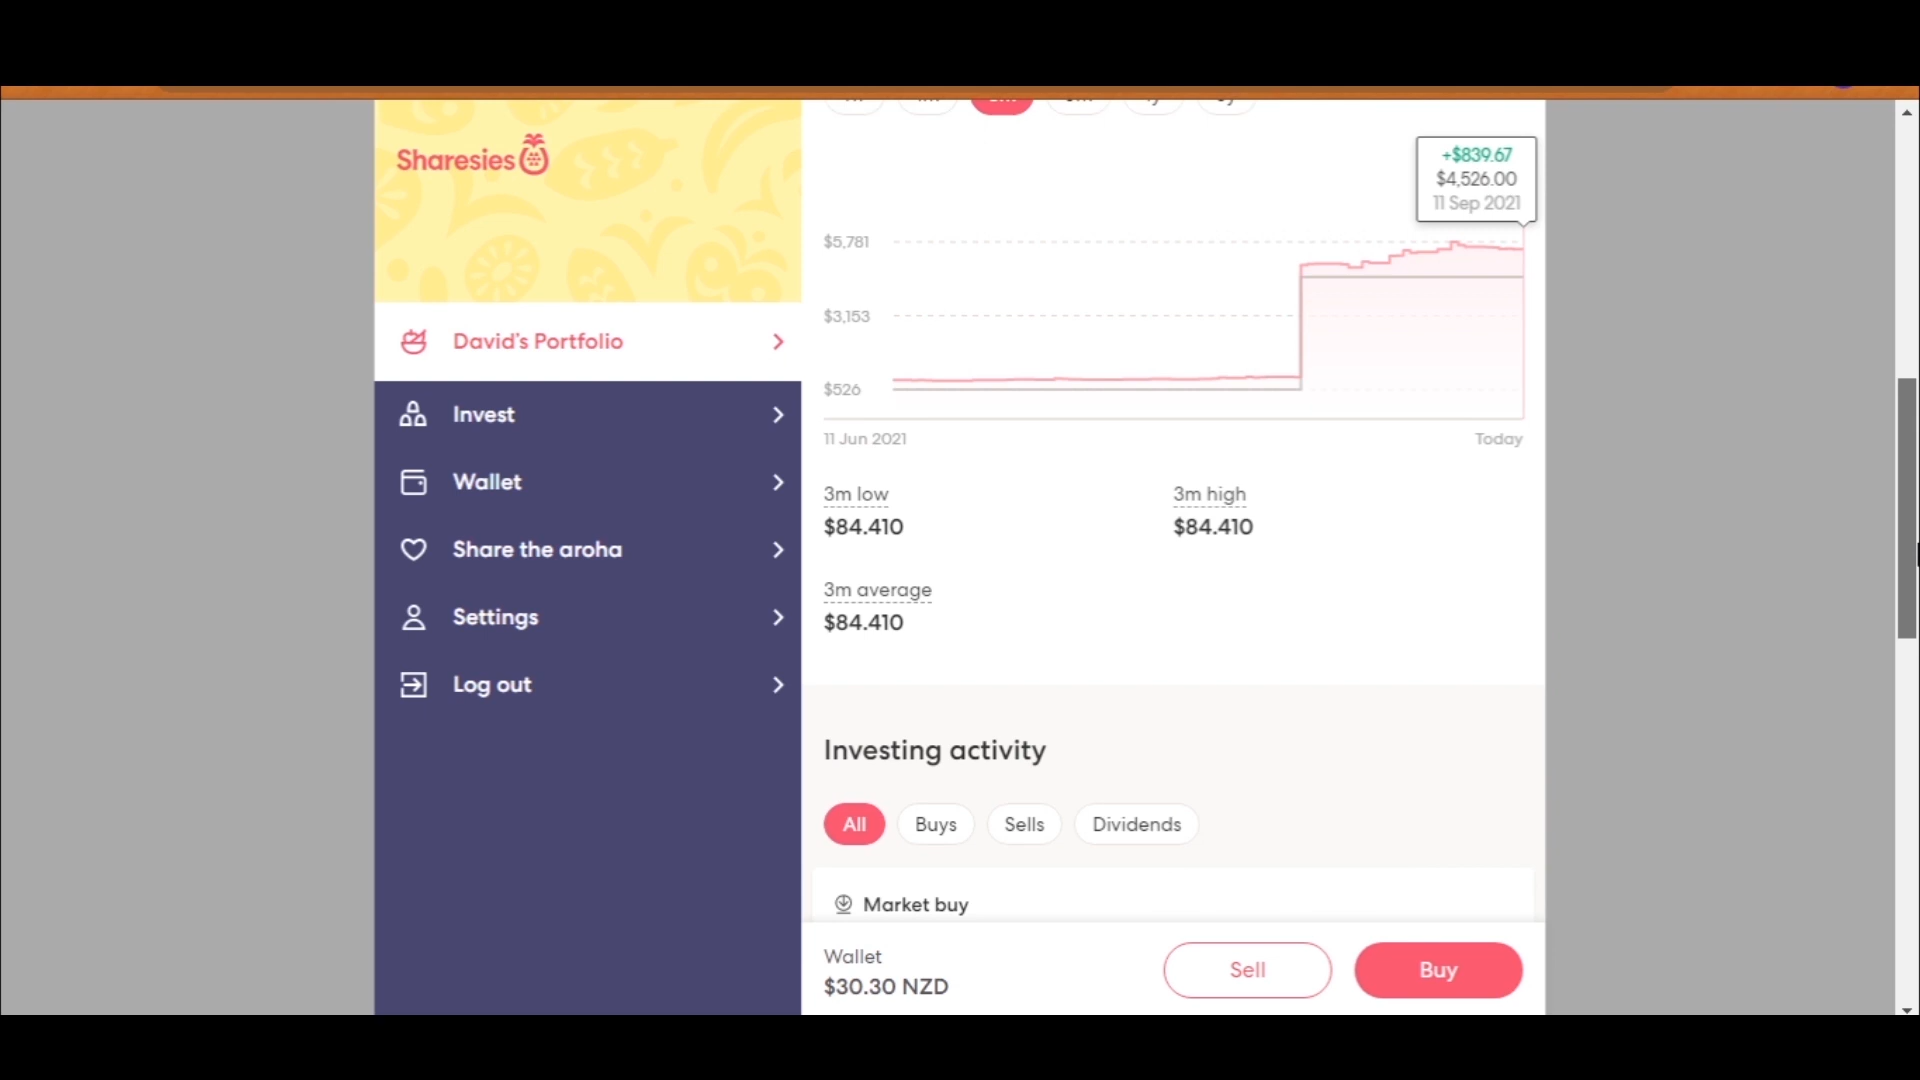 Sharesies
David's Portfolio
Invest
Wallet
Share the aroha
Settings
Log out
+$839.67
$4,526.00
11 Sep 2021
$5,781
$3,153
$526
11 Jun 2021
Today
3m low
3m high
$84.410
$84.410
3m average
$84.410
Investing activity
All
Buys
Sells
Dividends
Market buy
Wallet
$30.30 NZD
Sell
Buy